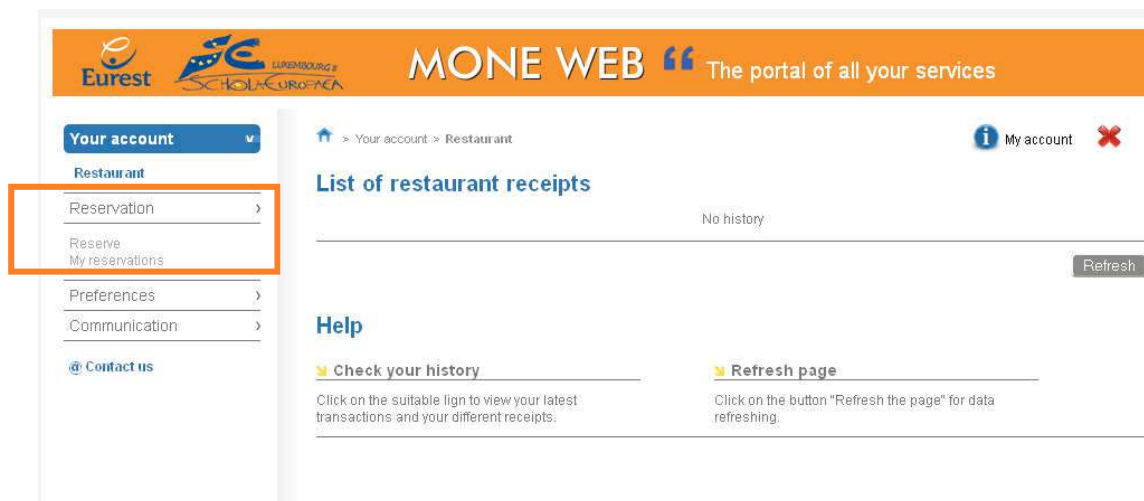 Eurest
LUXEMBOURG II
SCHOLA EUROPAEA
MONE WEB “ The portal of all your services
Your account v
> Your account > Restaurant
i My account
Restaurant
List of restaurant receipts
Reservation >
No history
Reserve
My reservations
Refresh
Preferences >
Communication >
Help
@ Contact us
Check your history
Refresh page
Click on the suitable lign to view your latest
transactions and your different receipts.
Click on the button "Refresh the page" for data
refreshing.